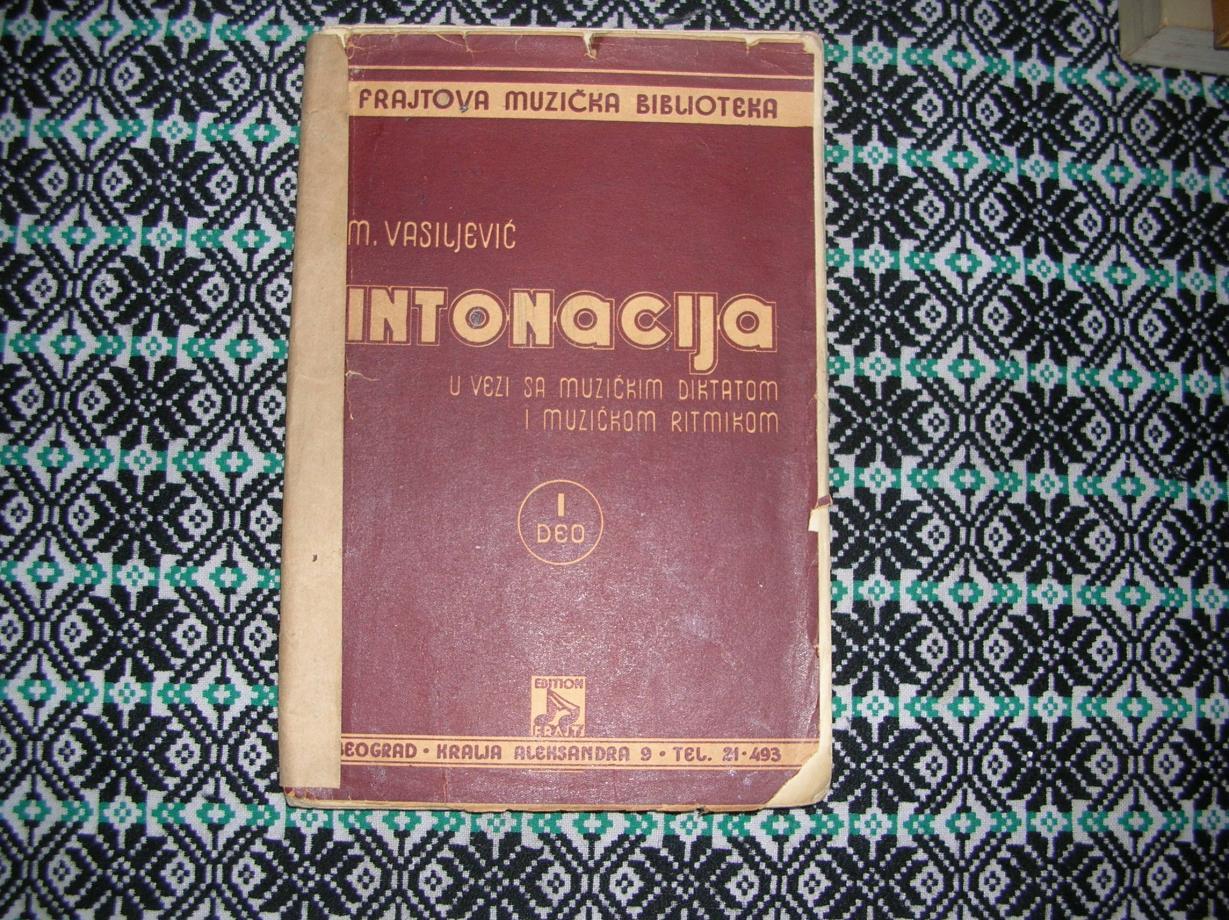 FRAJTOVA MUZIČKA BIBLIOTEKA
M. VASILJEVIĆ
INTONACIJA
U VEZI SA MUZIČKIM DIKTATOM
I MUZIČKOM RITMIKOM
I
DEO
EDITION
FRAJT
BEOGRAD • KRALJA ALEKSANDRA 9 • TEL. 21-493